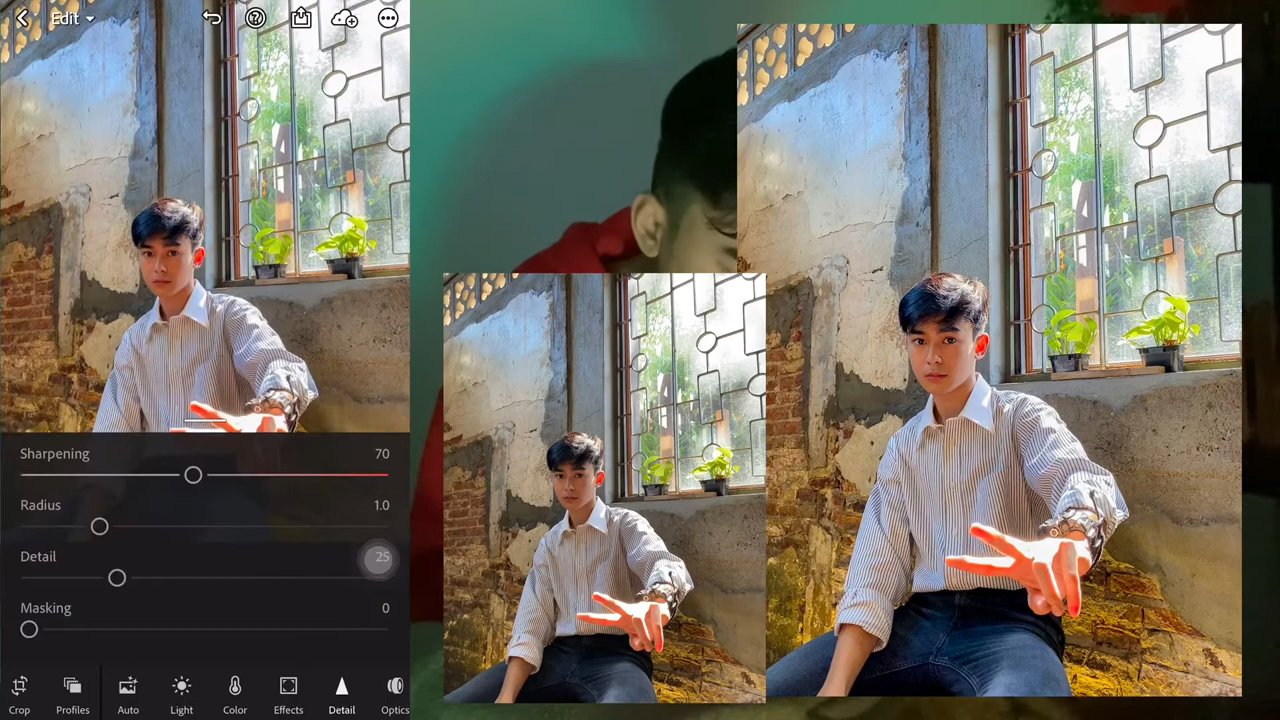 Edit
Sharpening 70
Radius 1.0
Detail 25
Masking 0
Crop Profiles Auto Light Color Effects Detail Optics